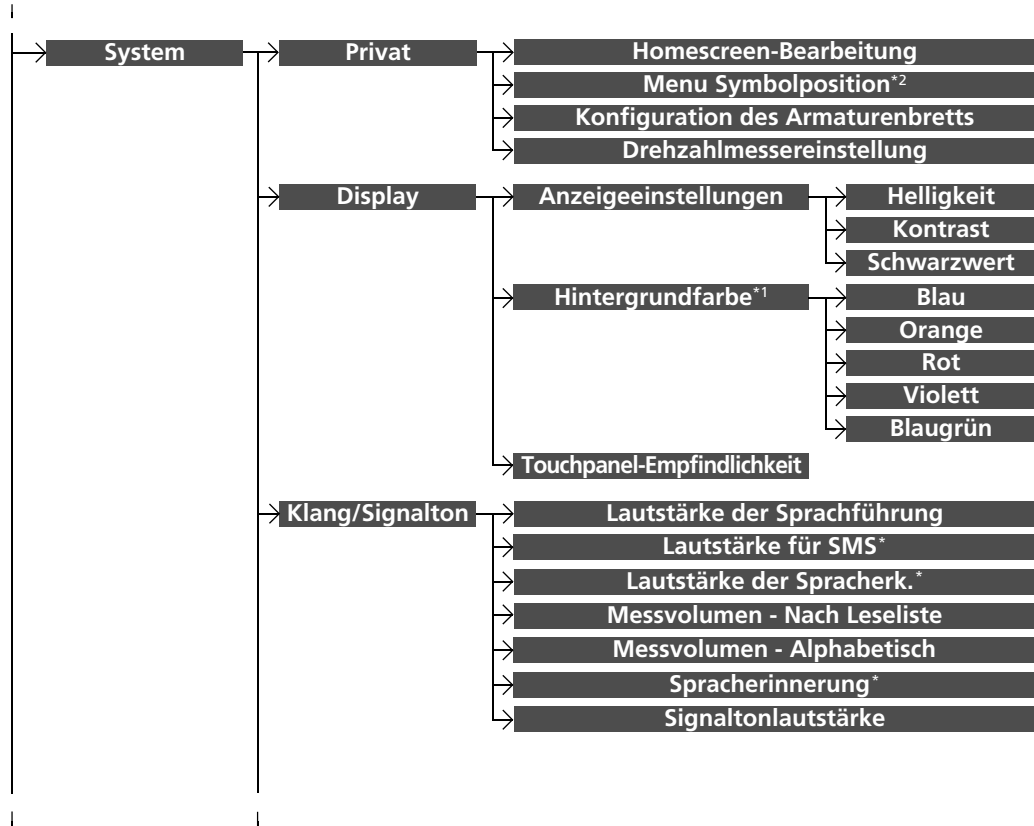 System
Privat
Homescreen-Bearbeitung
Menu Symbolposition*2
Konfiguration des Armaturenbretts
Drehzahlmessereinstellung
Display
Anzeigeeinstellungen
Helligkeit
Kontrast
Schwarzwert
Hintergrundfarbe*1
Blau
Orange
Rot
Violett
Blaugrün
Touchpanel-Empfindlichkeit
Klang/Signalton
Lautstärke der Sprachführung
Lautstärke für SMS*
Lautstärke der Spracherk.*
Messvolumen - Nach Leseliste
Messvolumen - Alphabetisch
Spracherinnerung*
Signaltonlautstärke